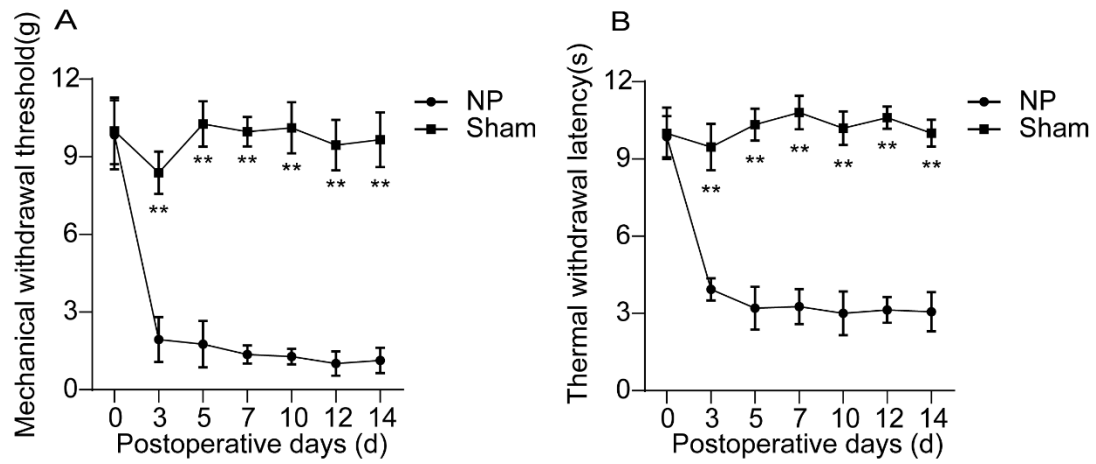 A
Mechanical withdrawal threshold(g)
12
9
6
3
0
NP
Sham
**
**
**
**
**
**
0 3 5 7 10 12 14
Postoperative days (d)
B
Thermal withdrawal latency(s)
12
9
6
3
0
NP
Sham
**
**
**
**
**
**
0 3 5 7 10 12 14
Postoperative days (d)